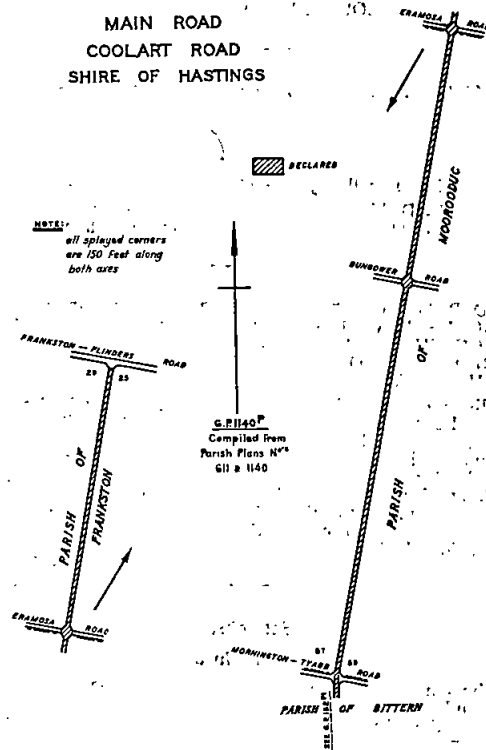 MAIN ROAD
COOLART ROAD
SHIRE OF HASTINGS
DECLARED
NOTE:
all splayed corners
are 150 Feet along
both axes
FRANKSTON — FLINDERS ROAD
25
PARISH OF
FRANKSTON
ERAMOSA ROAD
G.P.1140P
Compiled from
Parish Plans Nos
611 & 1140
ERAMOSA ROAD
MOOROODUC
BUNGOWER ROAD
OF
PARISH
MORNINGTON — TYABB ROAD
67
PARISH OF BITTERN